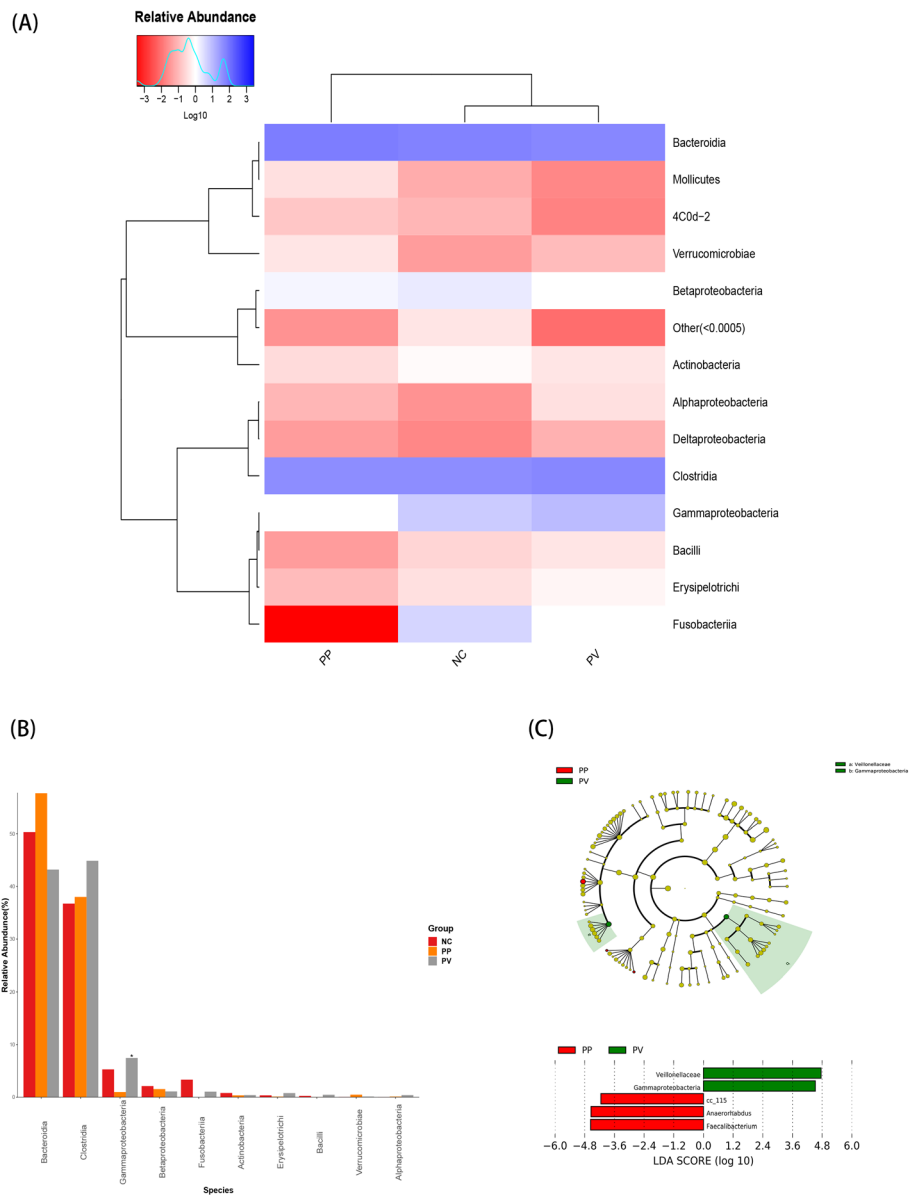 (A)
Relative Abundance
−3 −2 −1 0 1 2 3
Log10
Bacteroidia
Mollicutes
4C0d−2
Verrucomicrobiae
Betaproteobacteria
Other(<0.0005)
Actinobacteria
Alphaproteobacteria
Deltaproteobacteria
Clostridia
Gammaproteobacteria
Bacilli
Erysipelotrichi
Fusobacteriia
PP
NC
PV
(B)
Relative Abundance(%)
50
40
30
20
10
0
*
Group
NC
PP
PV
Bacteroidia
Clostridia
Gammaproteobacteria
Betaproteobacteria
Fusobacteriia
Actinobacteria
Erysipelotrichi
Bacilli
Verrucomicrobiae
Alphaproteobacteria
Species
(C)
PP
PV
a: Veillonellaceae
b: Gammaproteobacteria
PP PV
Veillonellaceae
Gammaproteobacteria
cc_115
Anaerorhabdus
Faecalibacterium
−6.0 −4.8 −3.6 −2.4 −1.2 0.0 1.2 2.4 3.6 4.8 6.0
LDA SCORE (log 10)